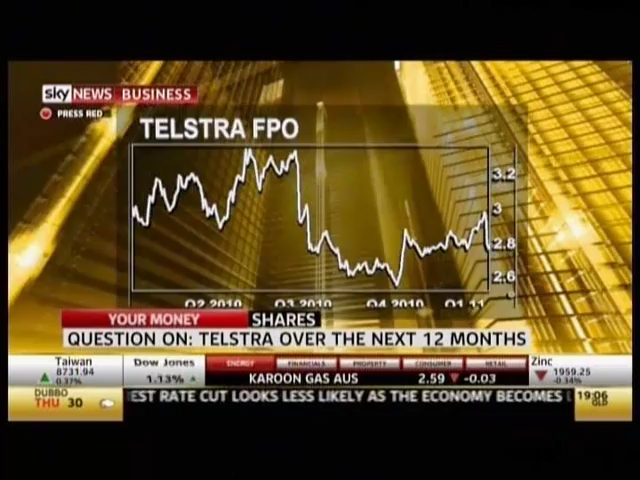 sky NEWS BUSINESS
PRESS RED
TELSTRA FPO
3.2
3
2.8
2.6
Q2 2010 Q3 2010 Q4 2010 Q1 11
YOUR MONEY SHARES
QUESTION ON: TELSTRA OVER THE NEXT 12 MONTHS
Taiwan
8731.94
0.37%
Dow Jones
1.13%
ENERGY FINANCIALS PROPERTY CONSUMER RETAIL
KAROON GAS AUS 2.59 -0.03
Zinc
1959.25
-0.34%
DUBBO
THU 30
EST RATE CUT LOOKS LESS LIKELY AS THE ECONOMY BECOMES
19:06
QLD